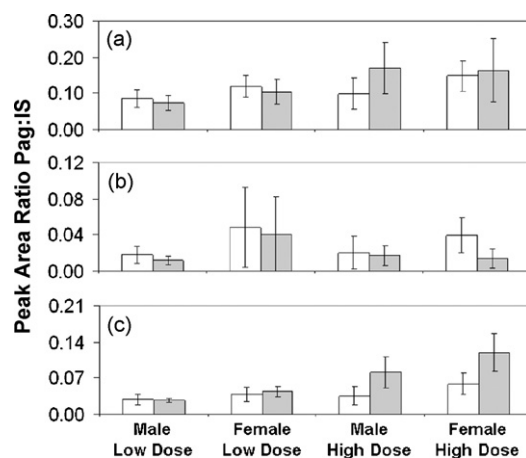 Peak Area Ratio Pag:IS
(a)
0.30
0.20
0.10
0.00
(b)
0.12
0.08
0.04
0.00
(c)
0.21
0.14
0.07
0.00
Male Female Male Female
Low Dose Low Dose High Dose High Dose